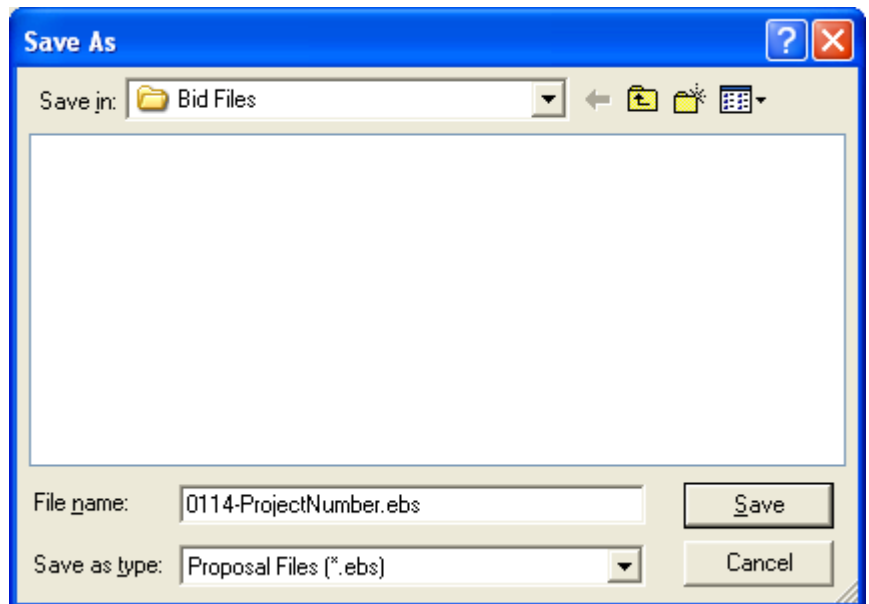 Save As
Save in: Bid Files
File name: 0114-ProjectNumber.ebs Save
Save as type: Proposal Files (*.ebs) Cancel